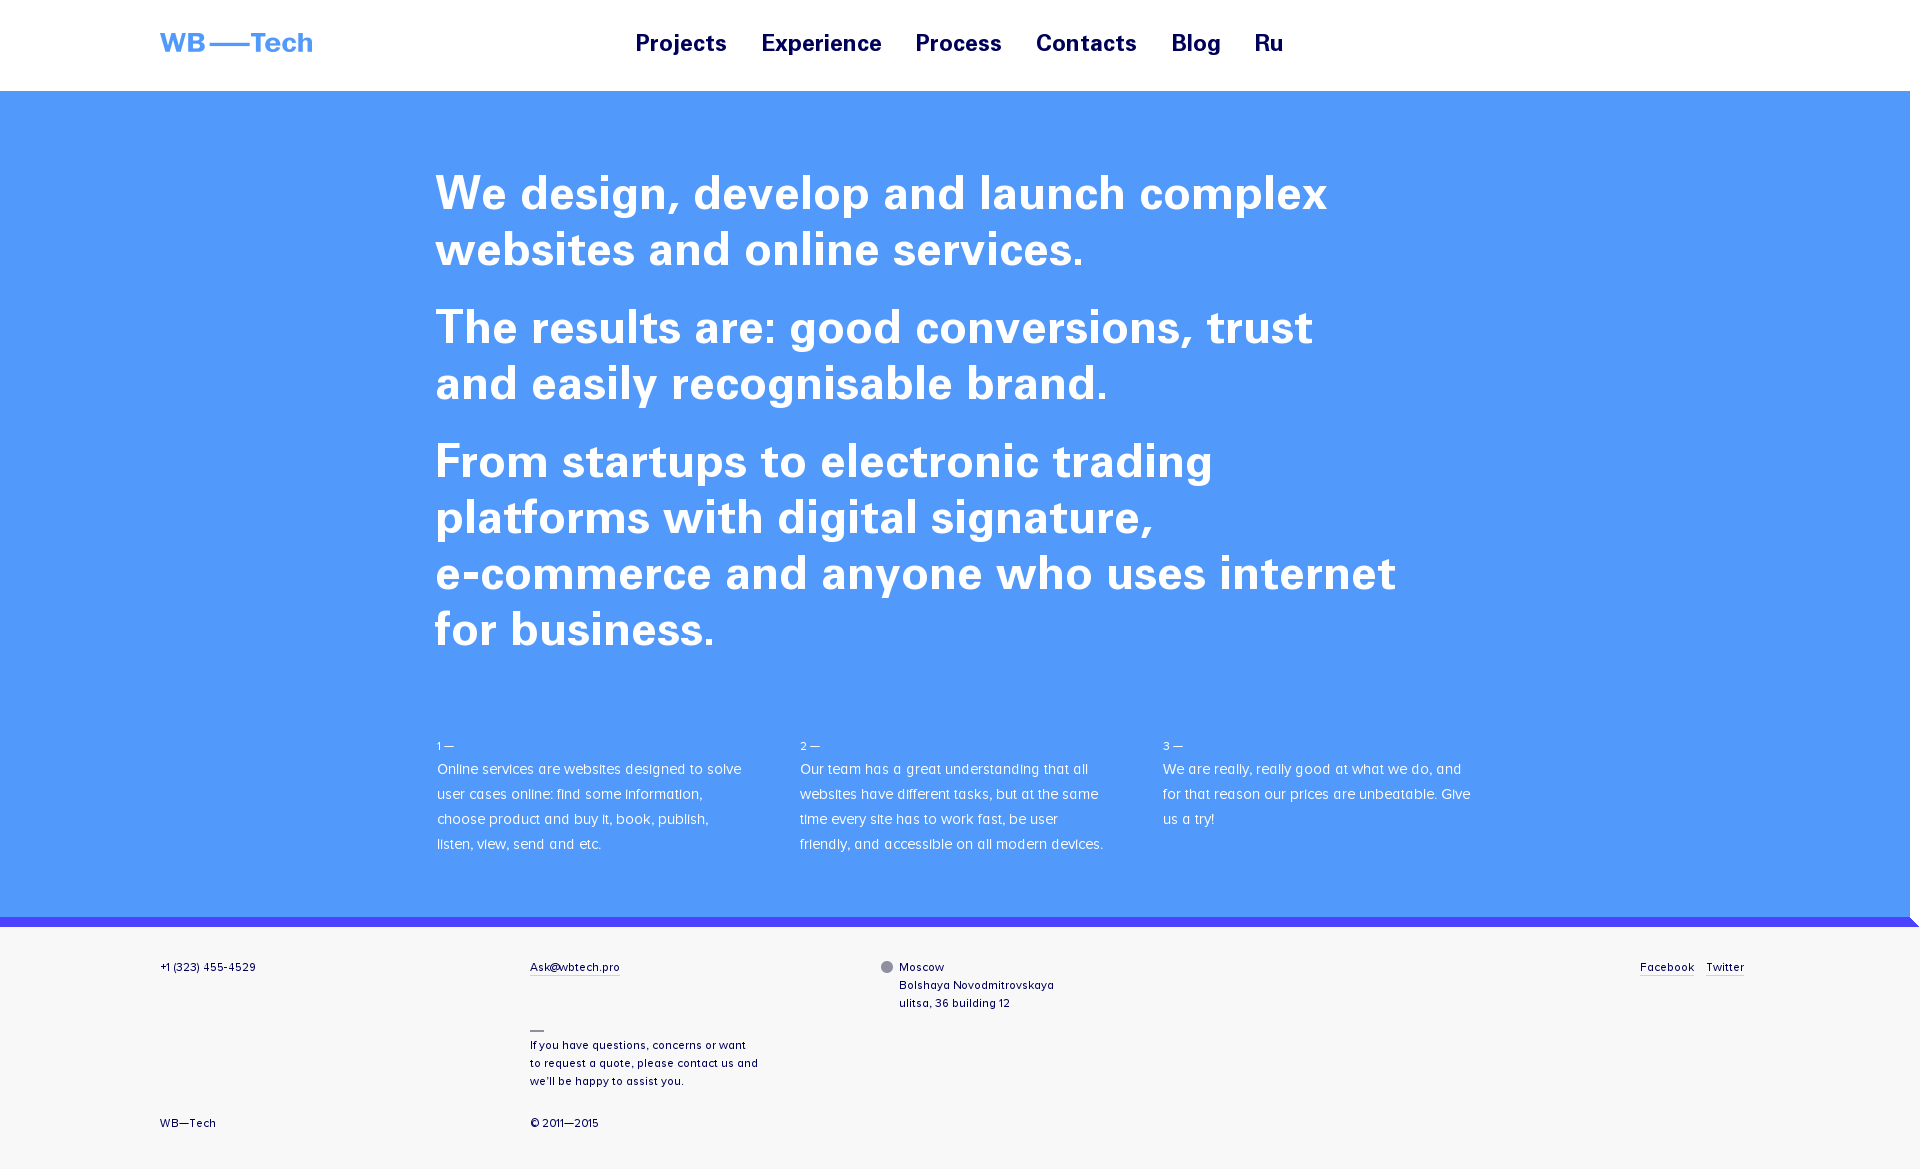 WB — Tech
Projects Experience Process Contacts Blog Ru
We design, develop and launch complex
websites and online services.
The results are: good conversions, trust
and easily recognisable brand.
From startups to electronic trading
platforms with digital signature,
e-commerce and anyone who uses internet
for business.
1 —
Online services are websites designed to solve
user cases online: find some information,
choose product and buy it, book, publish,
listen, view, send and etc.
2 —
Our team has a great understanding that all
websites have different tasks, but at the same
time every site has to work fast, be user
friendly, and accessible on all modern devices.
3 —
We are really, really good at what we do, and
for that reason our prices are unbeatable. Give
us a try!
+1 (323) 455-4529
Ask@wbtech.pro
Moscow
Bolshaya Novodmitrovskaya
ulitsa, 36 building 12
Facebook Twitter
—
If you have questions, concerns or want
to request a quote, please contact us and
we'll be happy to assist you.
WB—Tech
© 2011—2015